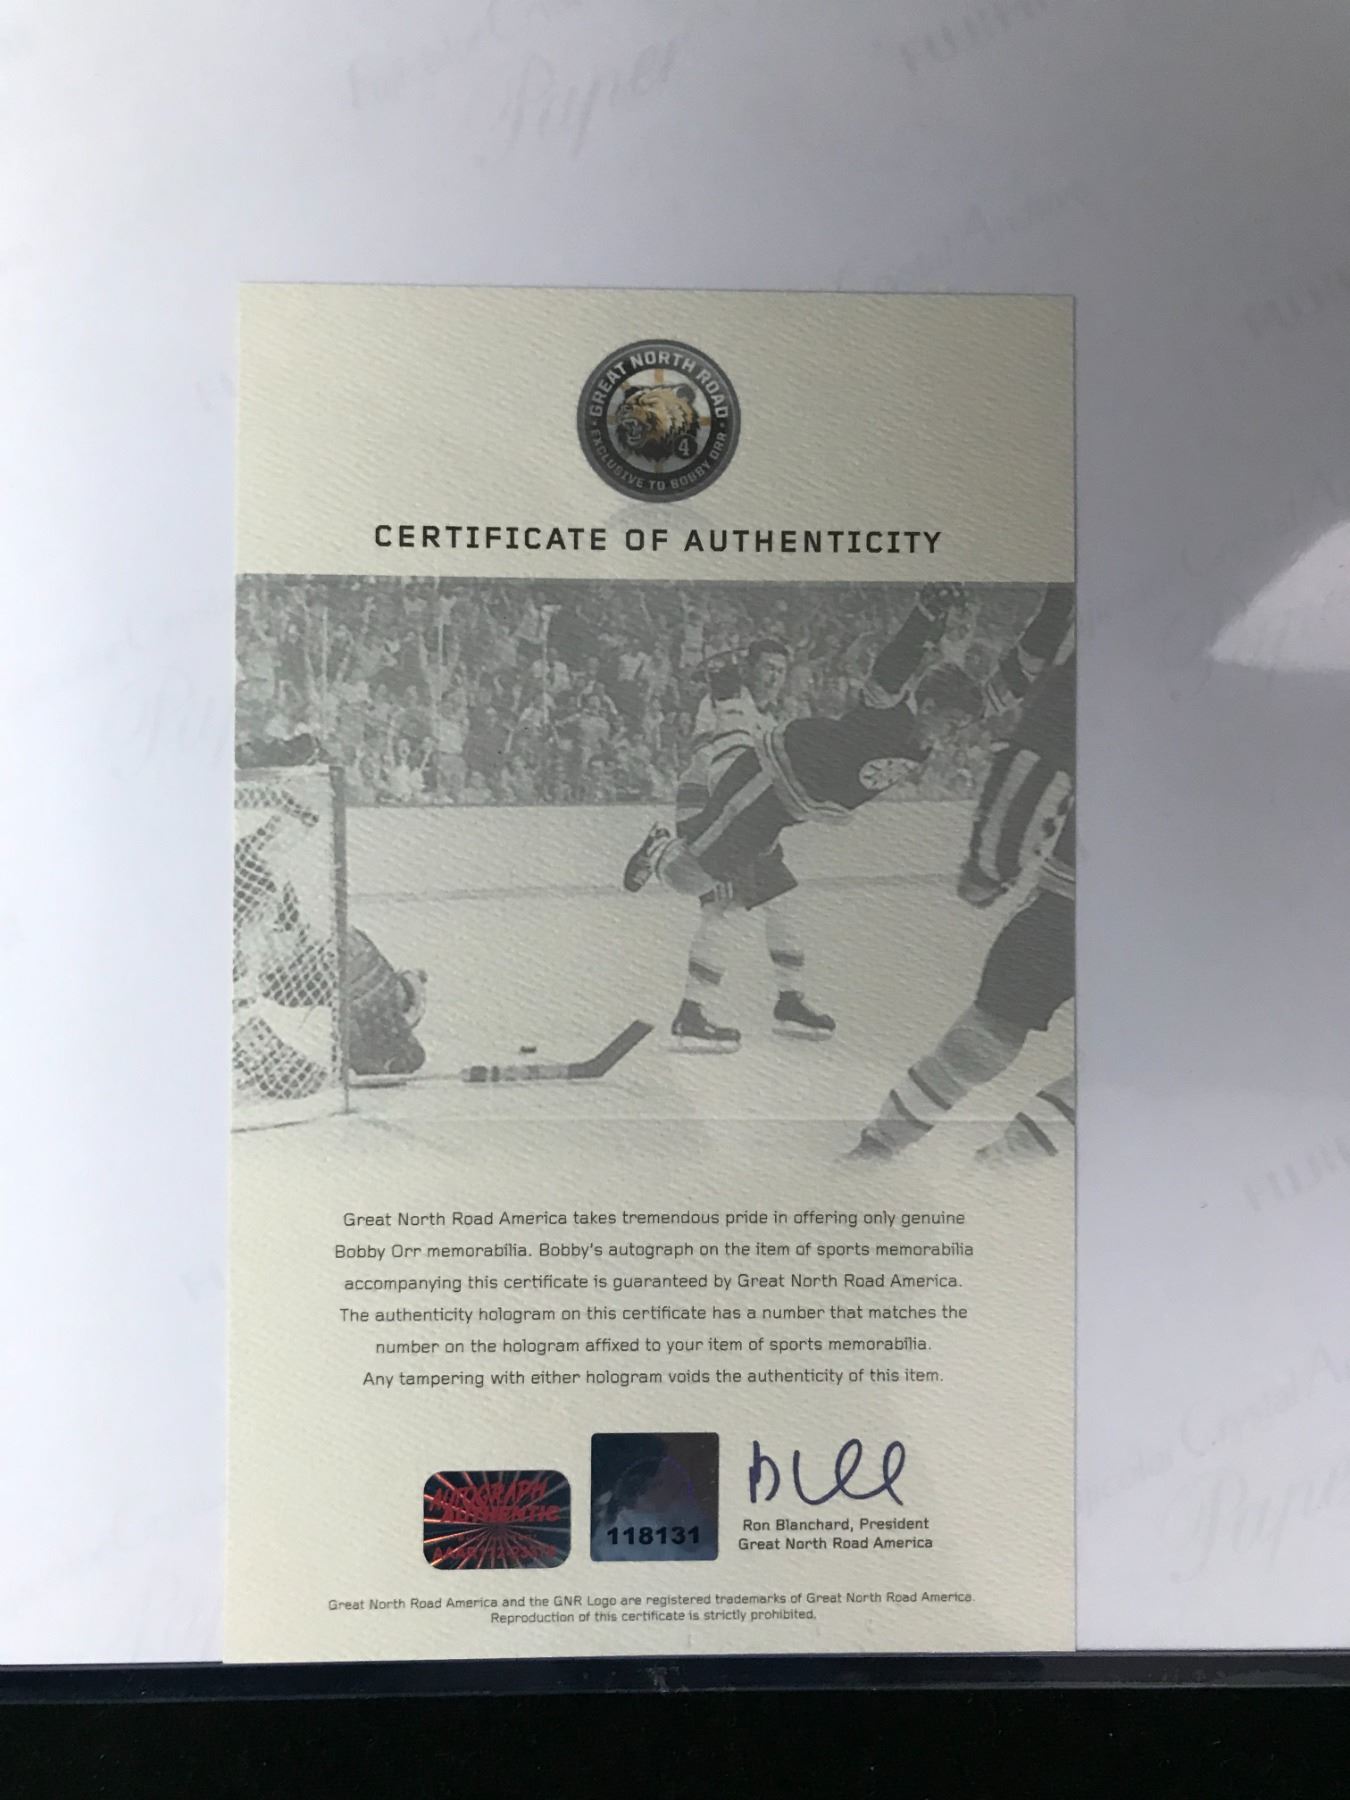 GREAT NORTH ROAD
EXCLUSIVE TO BOBBY ORR
4
CERTIFICATE OF AUTHENTICITY
Great North Road America takes tremendous pride in offering only genuine
Bobby Orr memorabilia. Bobby's autograph on the item of sports memorabilia
accompanying this certificate is guaranteed by Great North Road America.
The authenticity hologram on this certificate has a number that matches the
number on the hologram affixed to your item of sports memorabilia.
Any tampering with either hologram voids the authenticity of this item.
AUTOGRAPH
AUTHENTIC
118131
Ron Blanchard, President
Great North Road America
Great North Road America and the GNR Logo are registered trademarks of Great North Road America.
Reproduction of this certificate is strictly prohibited.